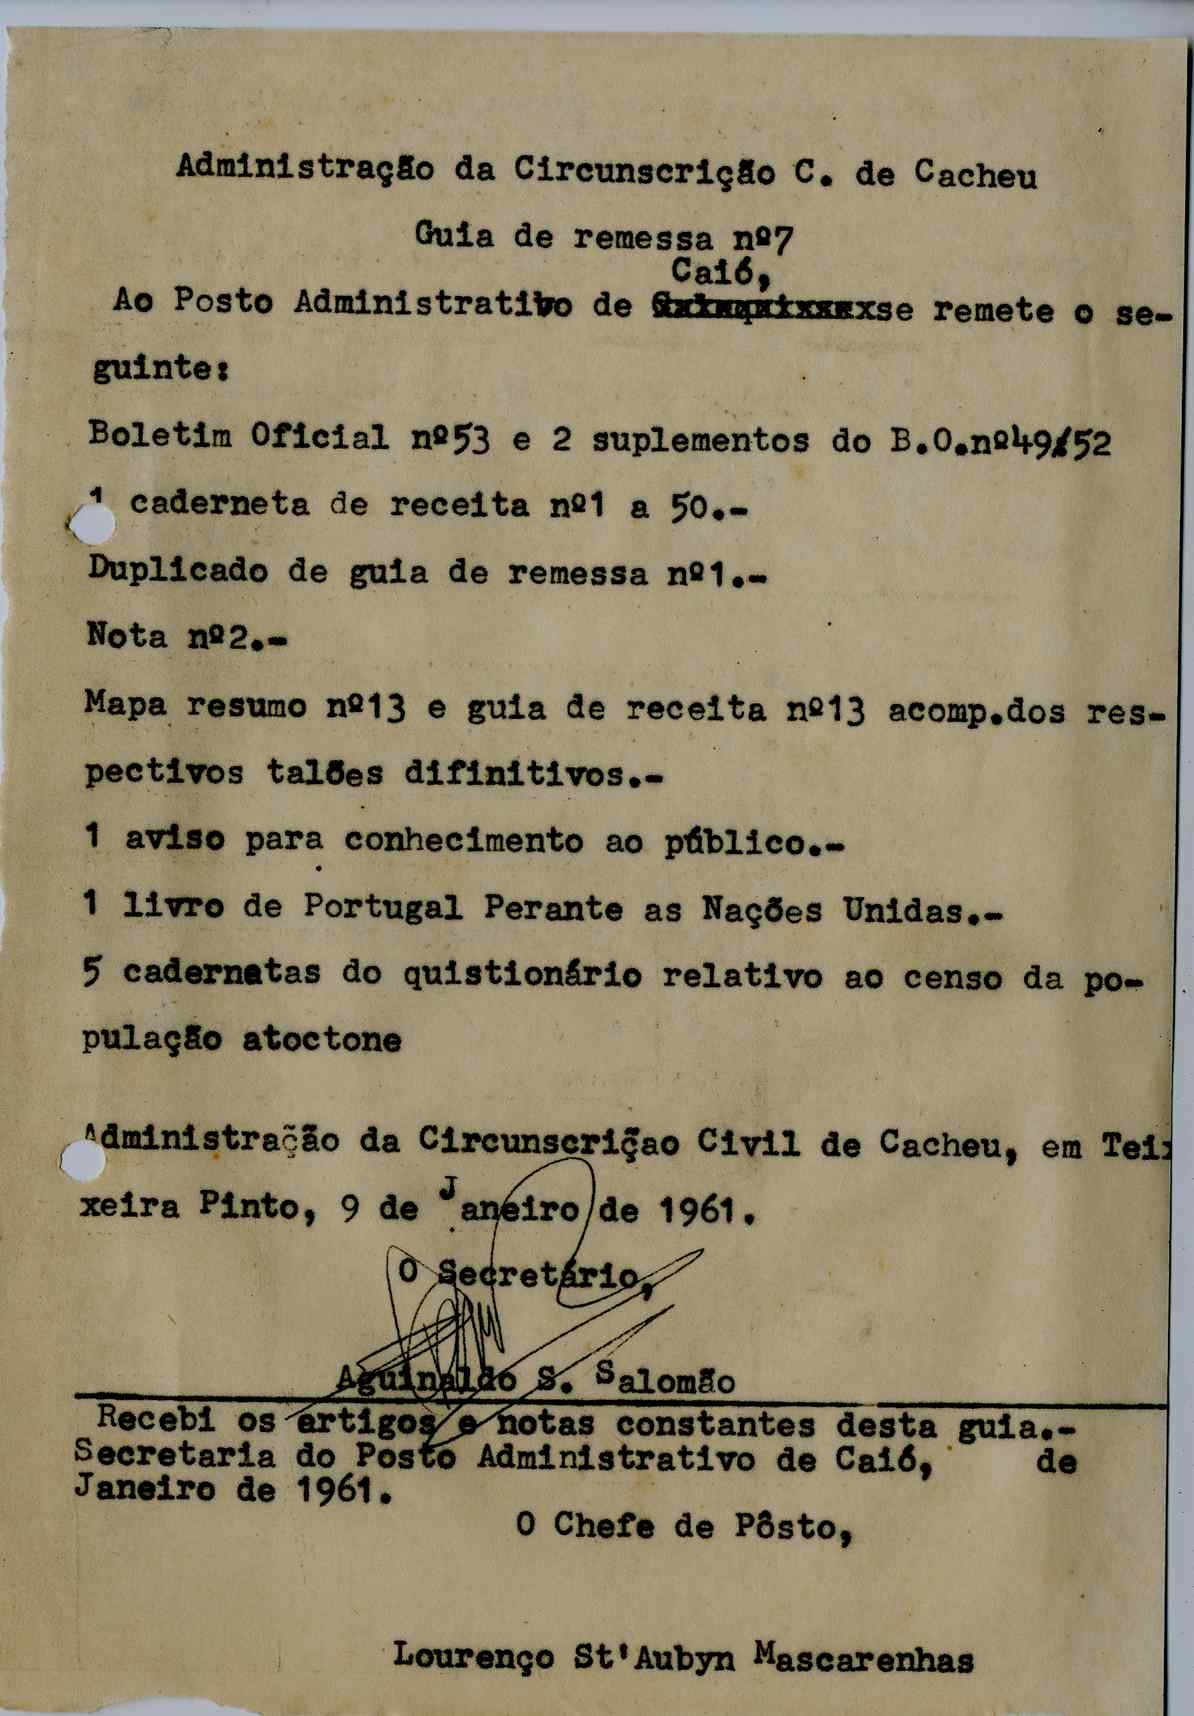 Administração da Circunscrição C. de Cacheu
Guia de remessa nº7
Caió,
Ao Posto Administrativo de se remete o se-
guinte:
Boletim Oficial nº53 e 2 suplementos do B.O.nº49/52
1 caderneta de receita nº1 a 50.-
Duplicado de guia de remessa nº1.-
Nota nº2.-
Mapa resumo nº13 e guia de receita nº13 acomp.dos res-
pectivos talões difinitivos.-
1 aviso para conhecimento ao público.-
1 livro de Portugal Perante as Nações Unidas.-
5 cadernetas do quistionário relativo ao censo da po-
pulação atoctone
Administração da Circunscriçao Civil de Cacheu, em Tei
xeira Pinto, 9 de Janeiro de 1961.
O Secretário,
Aguinaldo S. Salomão
Recebi os artigos e notas constantes desta guia.-
Secretaria do Posto Administrativo de Caió, de
Janeiro de 1961.
O Chefe de Pôsto,
Lourenço St'Aubyn Mascarenhas